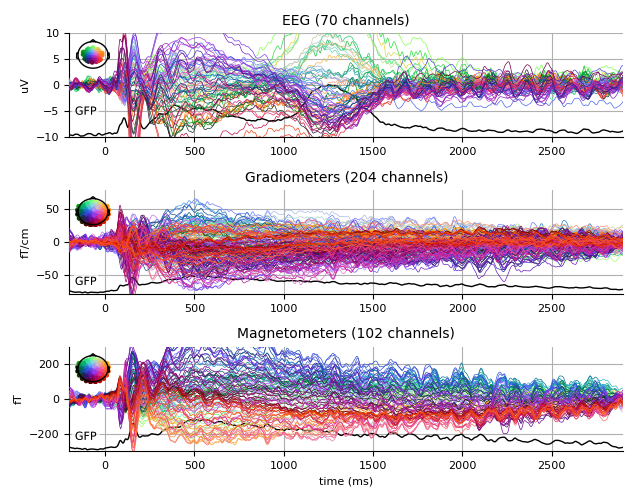 EEG (70 channels)
10
5
0
−5
−10
uV
GFP
0 500 1000 1500 2000 2500
Gradiometers (204 channels)
50
0
−50
fT/cm
GFP
0 500 1000 1500 2000 2500
Magnetometers (102 channels)
200
0
−200
fT
GFP
0 500 1000 1500 2000 2500
time (ms)